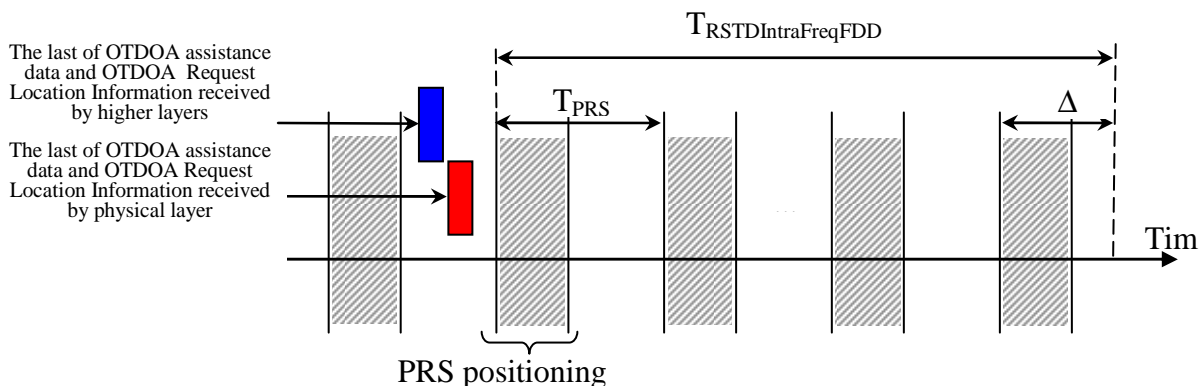 T_RSTDIntraFreqFDD
The last of OTDOA assistance
data and OTDOA Request
Location Information received
by higher layers
T_PRS
Δ
The last of OTDOA assistance
data and OTDOA Request
Location Information received
by physical layer
. . .
Tim
PRS positioning